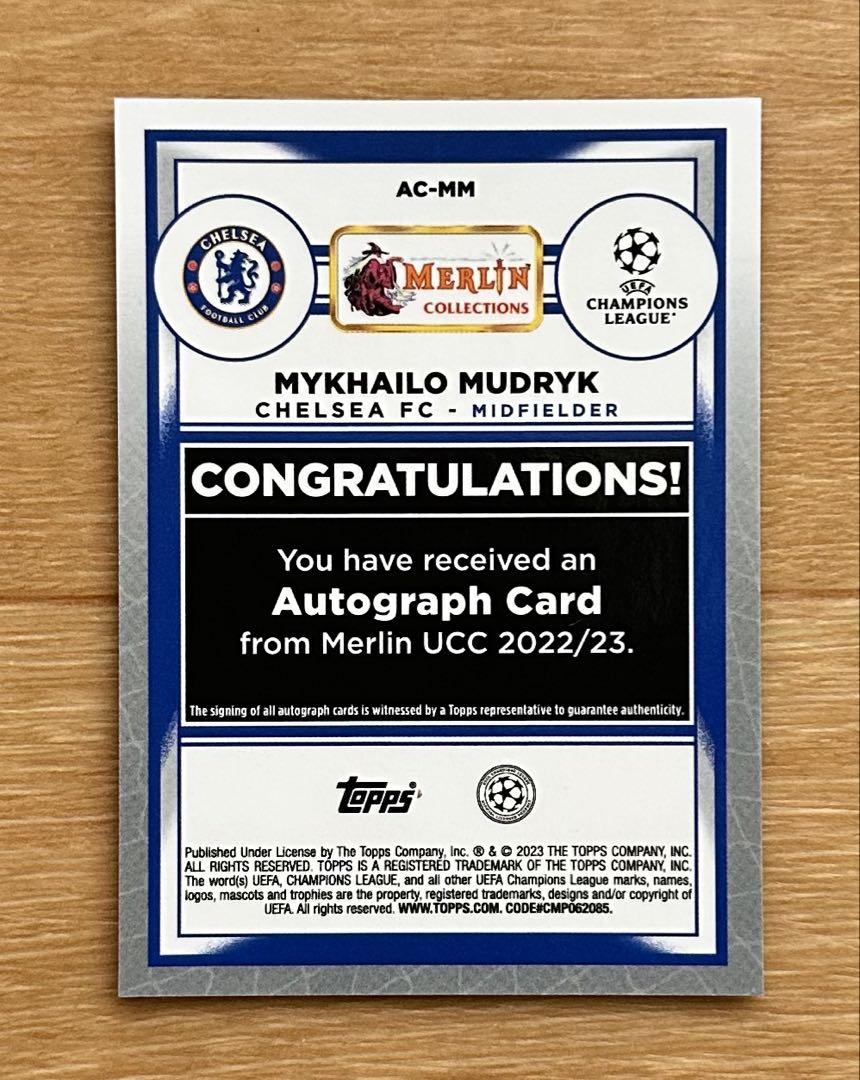 AC-MM
CHELSEA
FOOTBALL CLUB
MERLIN
COLLECTIONS
UEFA
CHAMPIONS
LEAGUE
MYKHAILO MUDRYK
CHELSEA FC - MIDFIELDER
CONGRATULATIONS!
You have received an
Autograph Card
from Merlin UCC 2022/23.
The signing of all autograph cards is witnessed by a Topps representative to guarantee authenticity.
topps
Published Under License by The Topps Company, Inc. ® & © 2023 THE TOPPS COMPANY, INC.
ALL RIGHTS RESERVED. TOPPS IS A REGISTERED TRADEMARK OF THE TOPPS COMPANY, INC.
The word(s) UEFA, CHAMPIONS LEAGUE, and all other UEFA Champions League marks, names,
logos, mascots and trophies are the property, registered trademarks, designs and/or copyright of
UEFA. All rights reserved. WWW.TOPPS.COM. CODE#CMP062085.